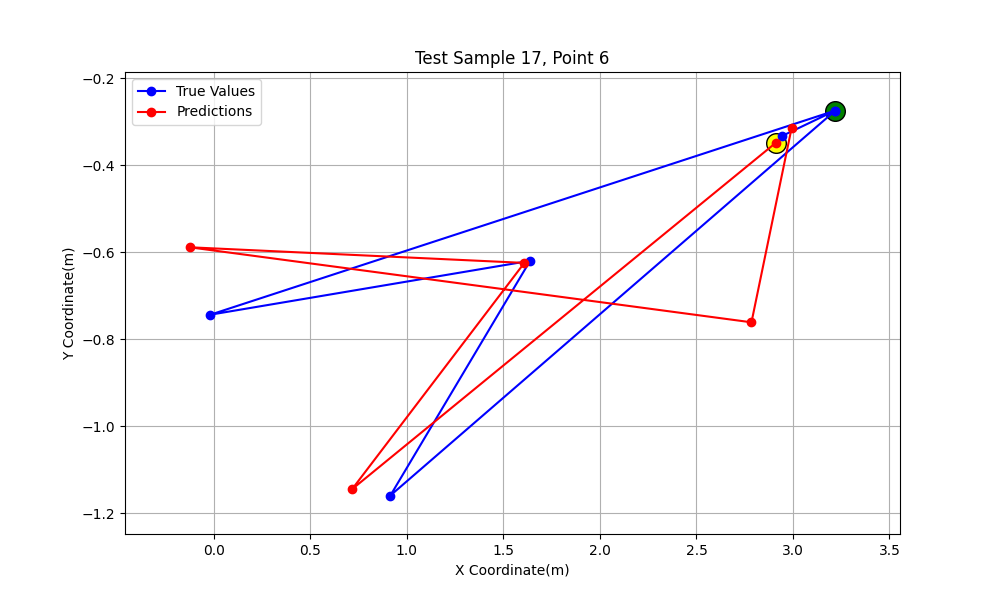 Test Sample 17, Point 6
True Values
Predictions
Y Coordinate(m)
−0.2
−0.4
−0.6
−0.8
−1.0
−1.2
0.0 0.5 1.0 1.5 2.0 2.5 3.0 3.5
X Coordinate(m)